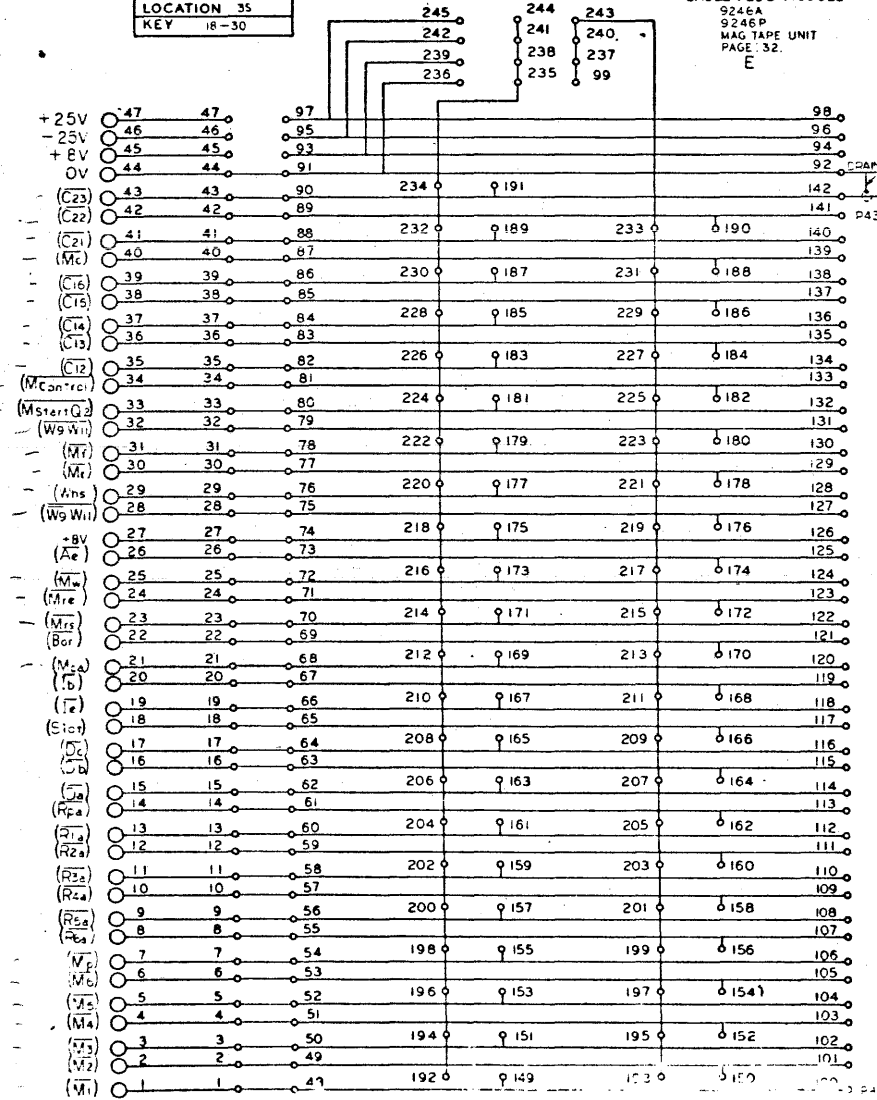 LOCATION 35
KEY 18-30
9246A
9246P
MAG TAPE UNIT
PAGE 32.
E
245 244 243
242 241 240
239 238 237
236 235 99
+25V 47 47 97 98
-25V 46 46 95 96
+8V 45 45 93 94
0V 44 44 91 92
(C23) 43 43 90 234 191 142
(C22) 42 42 89 141
(C21) 41 41 88 232 189 233 190 140
(Mc) 40 40 87 139
(C16) 39 39 86 230 187 231 188 138
(C15) 38 38 85 137
(C14) 37 37 84 228 185 229 186 136
(C13) 36 36 83 135
(C12) 35 35 82 226 183 227 184 134
(MControl) 34 34 81 133
(MStartQ2) 33 33 80 224 181 225 182 132
(W9 W11) 32 32 79 131
(Mf) 31 31 78 222 179 223 180 130
30 30 77 129
(Whs) 29 29 76 220 177 221 178 128
(W9 W11) 28 28 75 127
+8V 27 27 74 218 175 219 176 126
(Ae) 26 26 73 125
(Mw) 25 25 72 216 173 217 174 124
(Mre) 24 24 71 123
(Mrs) 23 23 70 214 171 215 172 122
(Bor) 22 22 69 121
21 21 68 212 169 213 170 120
(Ib) 20 20 67 119
(Ie) 19 19 66 210 167 211 168 118
18 18 65 117
(Dc) 17 17 64 208 165 209 166 116
16 16 63 115
(Da) 15 15 62 206 163 207 164 114
(Rpa) 14 14 61 113
(R1a) 13 13 60 204 161 205 162 112
(R2a) 12 12 59 111
(R3a) 11 11 58 202 159 203 160 110
(R4a) 10 10 57 109
(R5a) 9 9 56 200 157 201 158 108
(R6a) 8 8 55 107
(Mp) 7 7 54 198 155 199 156 106
(M6) 6 6 53 105
(M5) 5 5 52 196 153 197 154 104
(M4) 4 4 51 103
(M3) 3 3 50 194 151 195 152 102
(M2) 2 2 49 101
(M1) 1 1 192 149